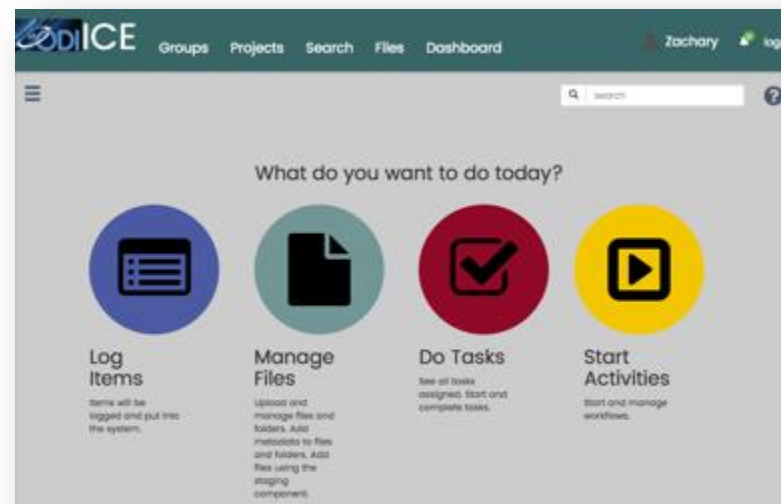 CODI ICE
Groups Projects Search Files Dashboard
Zachary
search
What do you want to do today?
Log
Items
Items will be
logged and put into
the system.
Manage
Files
Upload and
manage files and
folders. Add
metadata to files
and folders. Add
files using the
staging
component.
Do Tasks
See all tasks
assigned. Start and
complete tasks.
Start
Activities
Start and manage
workflows.